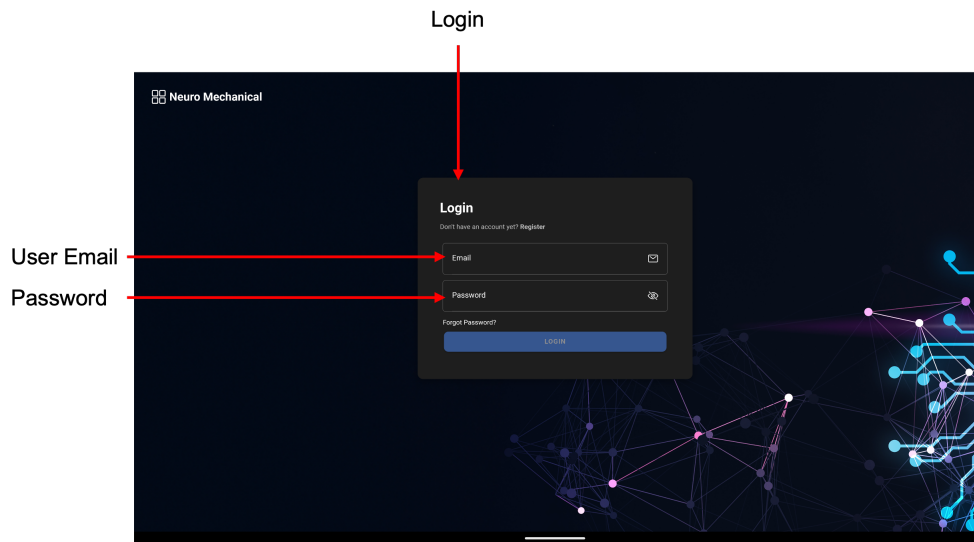 Login
Neuro Mechanical
Login
Don't have an account yet? Register
User Email
Email
Password
Password
Forgot Password?
LOGIN